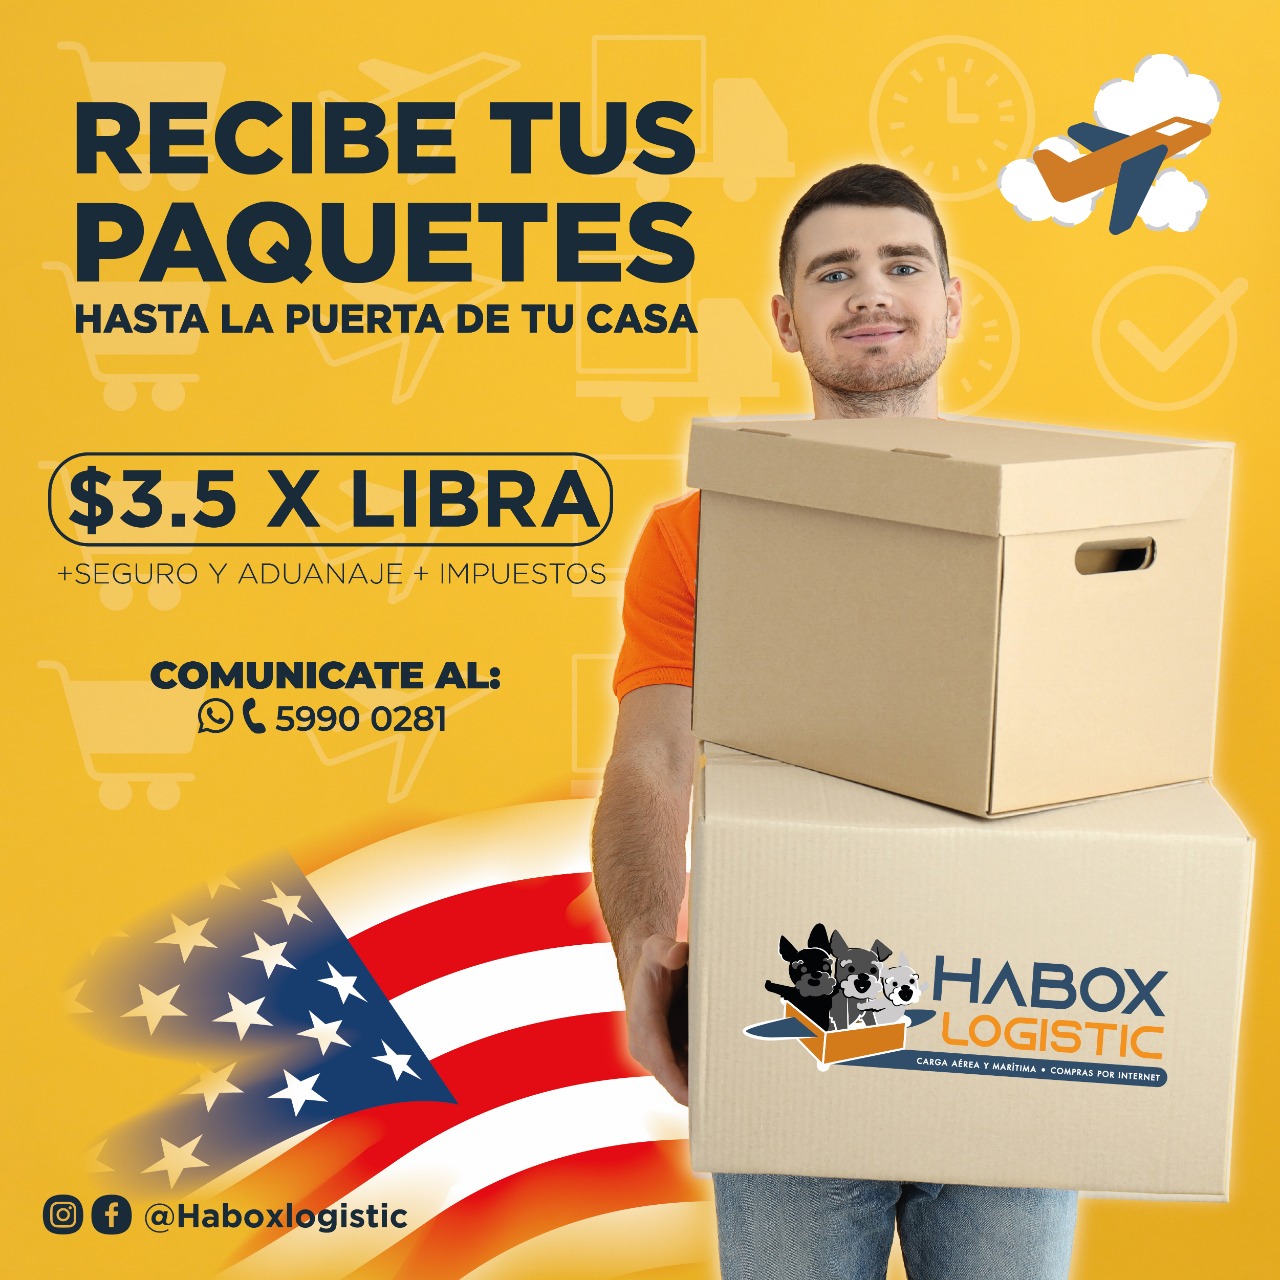 RECIBE TUS
PAQUETES
HASTA LA PUERTA DE TU CASA
$3.5 X LIBRA
+SEGURO Y ADUANAJE + IMPUESTOS
COMUNICATE AL:
5990 0281
HABOX
LOGISTIC
CARGA AÉREA Y MARÍTIMA • COMPRAS POR INTERNET
@Haboxlogistic